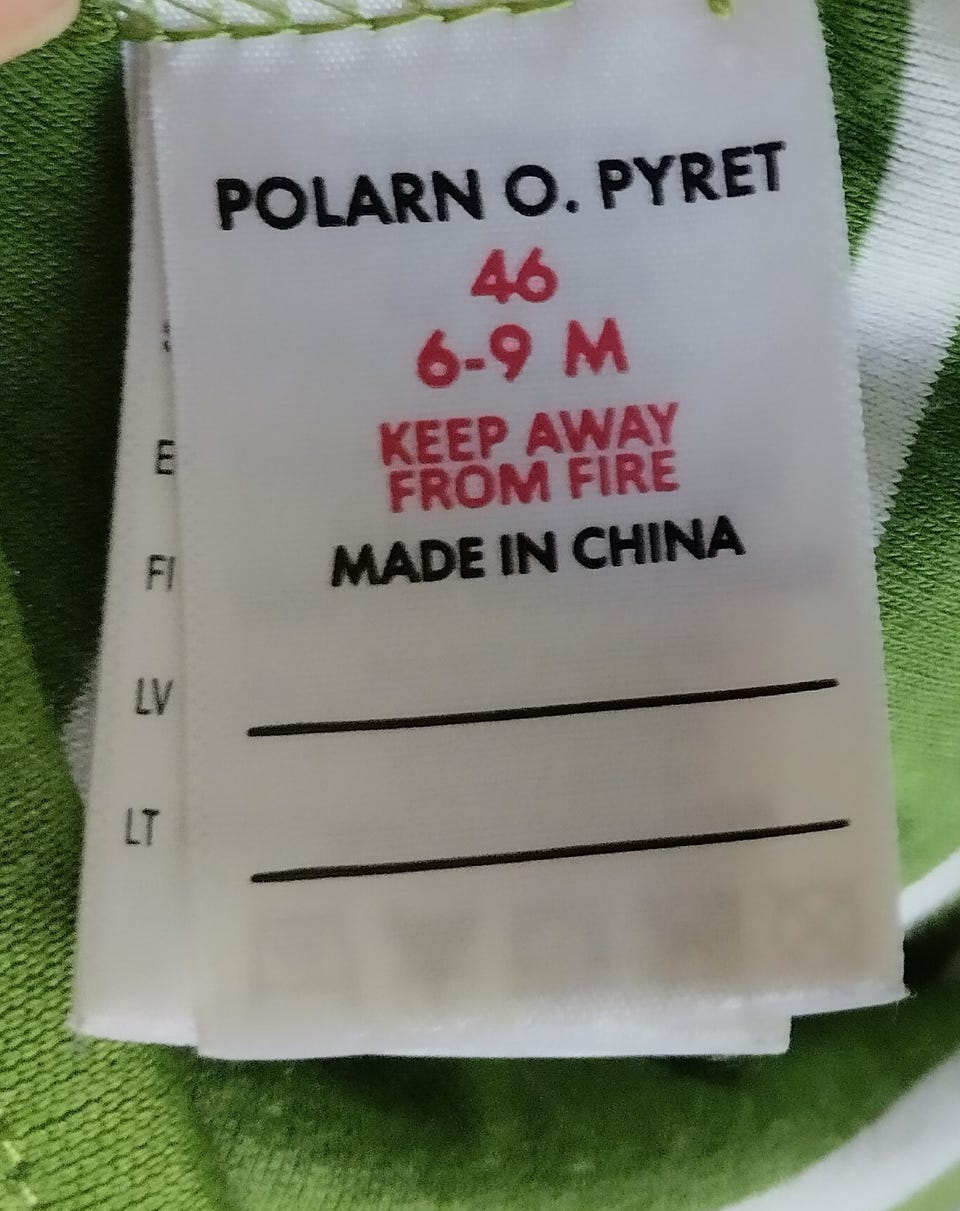 POLARN O. PYRET
46
6-9 M
KEEP AWAY
FROM FIRE
MADE IN CHINA
E
FI
LV
LT